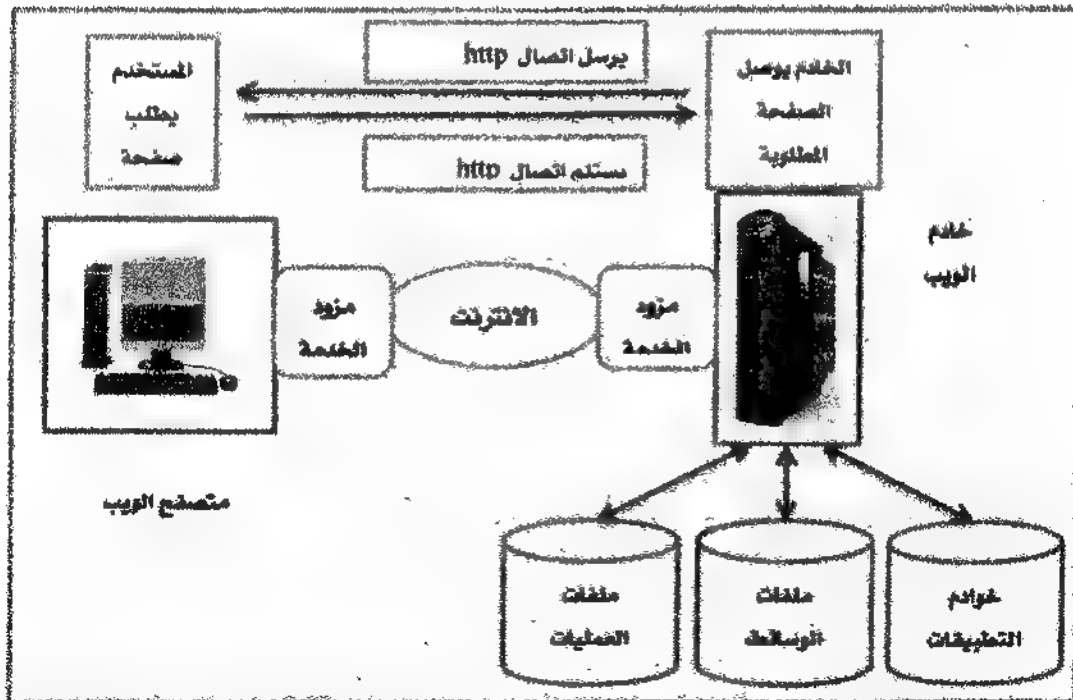 المستخدم
يطلب
صفحة
يرسل اتصال http
يستلم اتصال http
الخادم يوصل
الصفحة
المطلوبة
خادم
الويب
مزود
الخدمة
الانترنت
مزود
الخدمة
متصفح الويب
ملفات
العمليات
ملفات
الوسائط
خوادم
التطبيقات